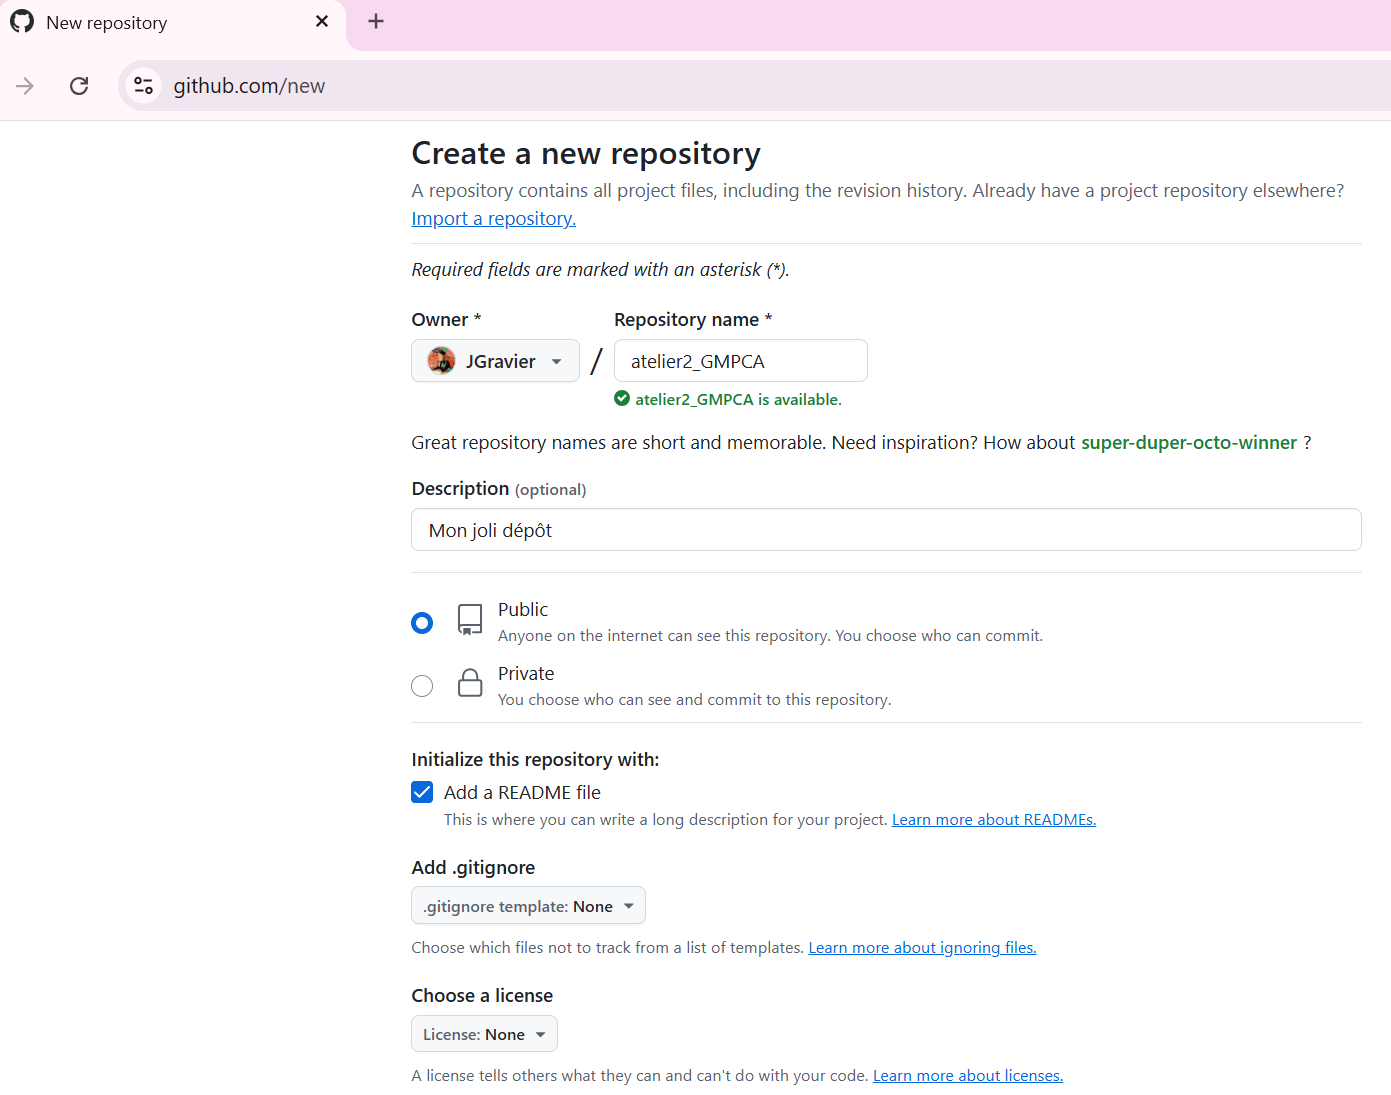 New repository
github.com/new
Create a new repository
A repository contains all project files, including the revision history. Already have a project repository elsewhere?
Import a repository.
Required fields are marked with an asterisk (*).
Owner * Repository name *
JGravier / atelier2_GMPCA
atelier2_GMPCA is available.
Great repository names are short and memorable. Need inspiration? How about super-duper-octo-winner ?
Description (optional)
Mon joli dépôt
Public
Anyone on the internet can see this repository. You choose who can commit.
Private
You choose who can see and commit to this repository.
Initialize this repository with:
Add a README file
This is where you can write a long description for your project. Learn more about READMEs.
Add .gitignore
.gitignore template: None
Choose which files not to track from a list of templates. Learn more about ignoring files.
Choose a license
License: None
A license tells others what they can and can't do with your code. Learn more about licenses.